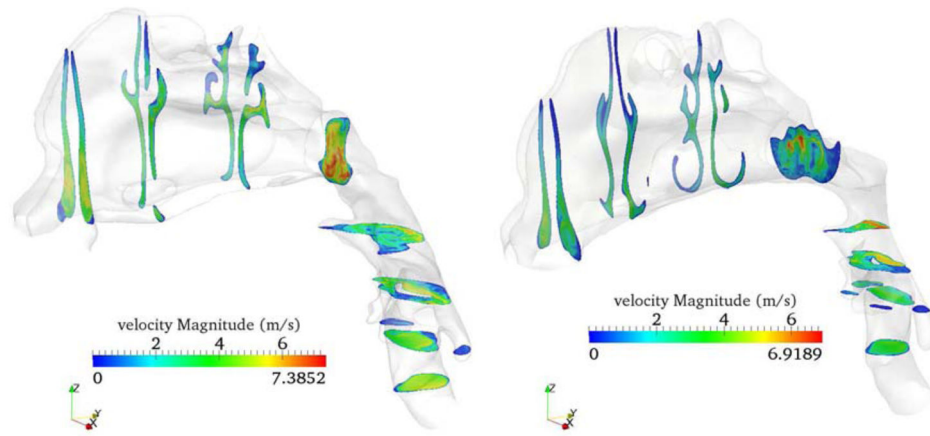 velocity Magnitude (m/s)
2 4 6
0 7.3852
Z
Y
X
velocity Magnitude (m/s)
2 4 6
0 6.9189
Z
Y
X